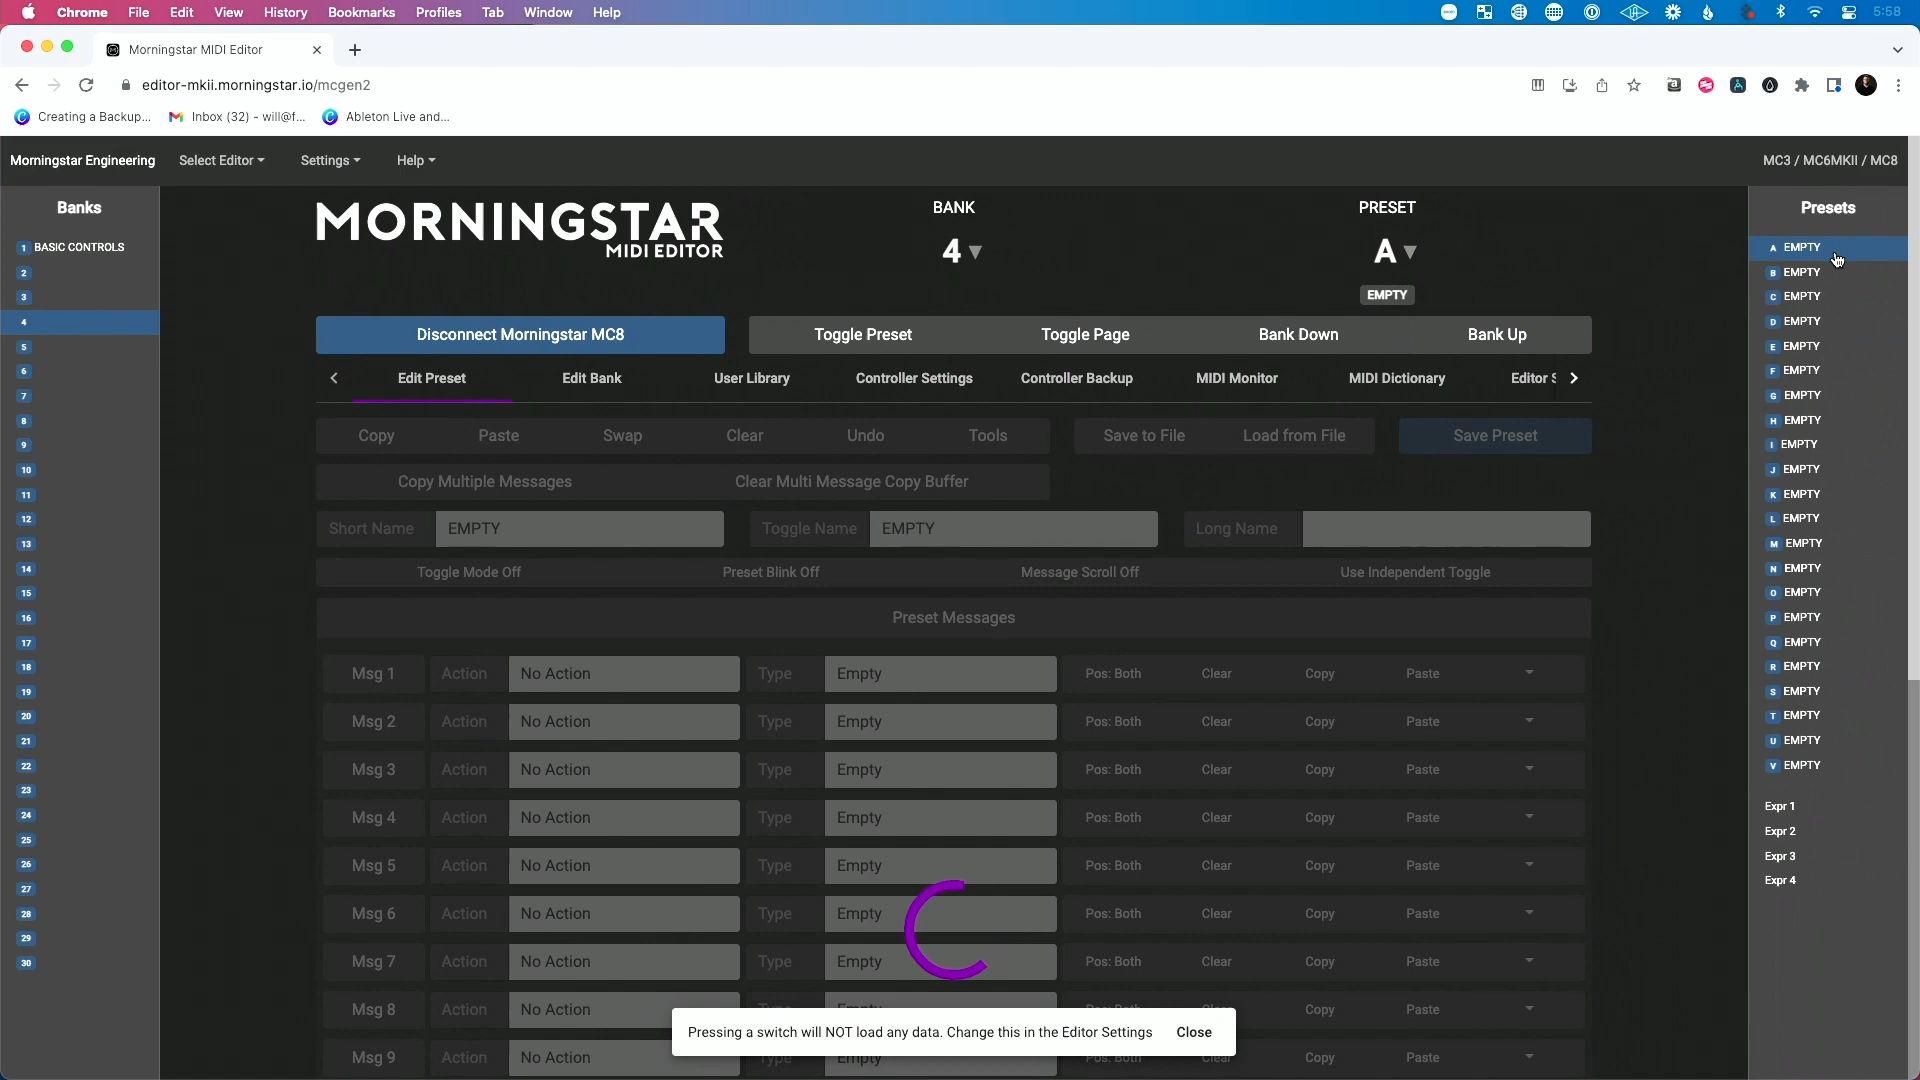 Chrome File Edit View History Bookmarks Profiles Tab Window Help 5:58
Morningstar MIDI Editor
editor-mkii.morningstar.io/mcgen2
Creating a Backup... Inbox (32) - will@f... Ableton Live and...
Morningstar Engineering Select Editor Settings Help MC3 / MC6MKII / MC8
Banks
1 BASIC CONTROLS
2
3
4
5
6
7
8
9
10
11
12
13
14
15
16
17
18
19
20
21
22
23
24
25
26
27
28
29
30
MORNINGSTAR
MIDI EDITOR
BANK
4
PRESET
A
EMPTY
Disconnect Morningstar MC8 Toggle Preset Toggle Page Bank Down Bank Up
Edit Preset Edit Bank User Library Controller Settings Controller Backup MIDI Monitor MIDI Dictionary Editor S
Copy Paste Swap Clear Undo Tools Save to File Load from File Save Preset
Copy Multiple Messages Clear Multi Message Copy Buffer
Short Name EMPTY Toggle Name EMPTY Long Name
Toggle Mode Off Preset Blink Off Message Scroll Off Use Independent Toggle
Preset Messages
Msg 1 Action No Action Type Empty Pos: Both Clear Copy Paste
Msg 2 Action No Action Type Empty Pos: Both Clear Copy Paste
Msg 3 Action No Action Type Empty Pos: Both Clear Copy Paste
Msg 4 Action No Action Type Empty Pos: Both Clear Copy Paste
Msg 5 Action No Action Type Empty Pos: Both Clear Copy Paste
Msg 6 Action No Action Type Empty Pos: Both Clear Copy Paste
Msg 7 Action No Action Type Empty Pos: Both Clear Copy Paste
Msg 8 Action No Action Type Empty Pos: Both Clear Copy Paste
Pressing a switch will NOT load any data. Change this in the Editor Settings Close
Msg 9 Action No Action Type Empty Pos: Both Clear Copy Paste
Presets
A EMPTY
B EMPTY
C EMPTY
D EMPTY
E EMPTY
F EMPTY
G EMPTY
H EMPTY
I EMPTY
J EMPTY
K EMPTY
L EMPTY
M EMPTY
N EMPTY
O EMPTY
P EMPTY
Q EMPTY
R EMPTY
S EMPTY
T EMPTY
U EMPTY
V EMPTY
Expr 1
Expr 2
Expr 3
Expr 4